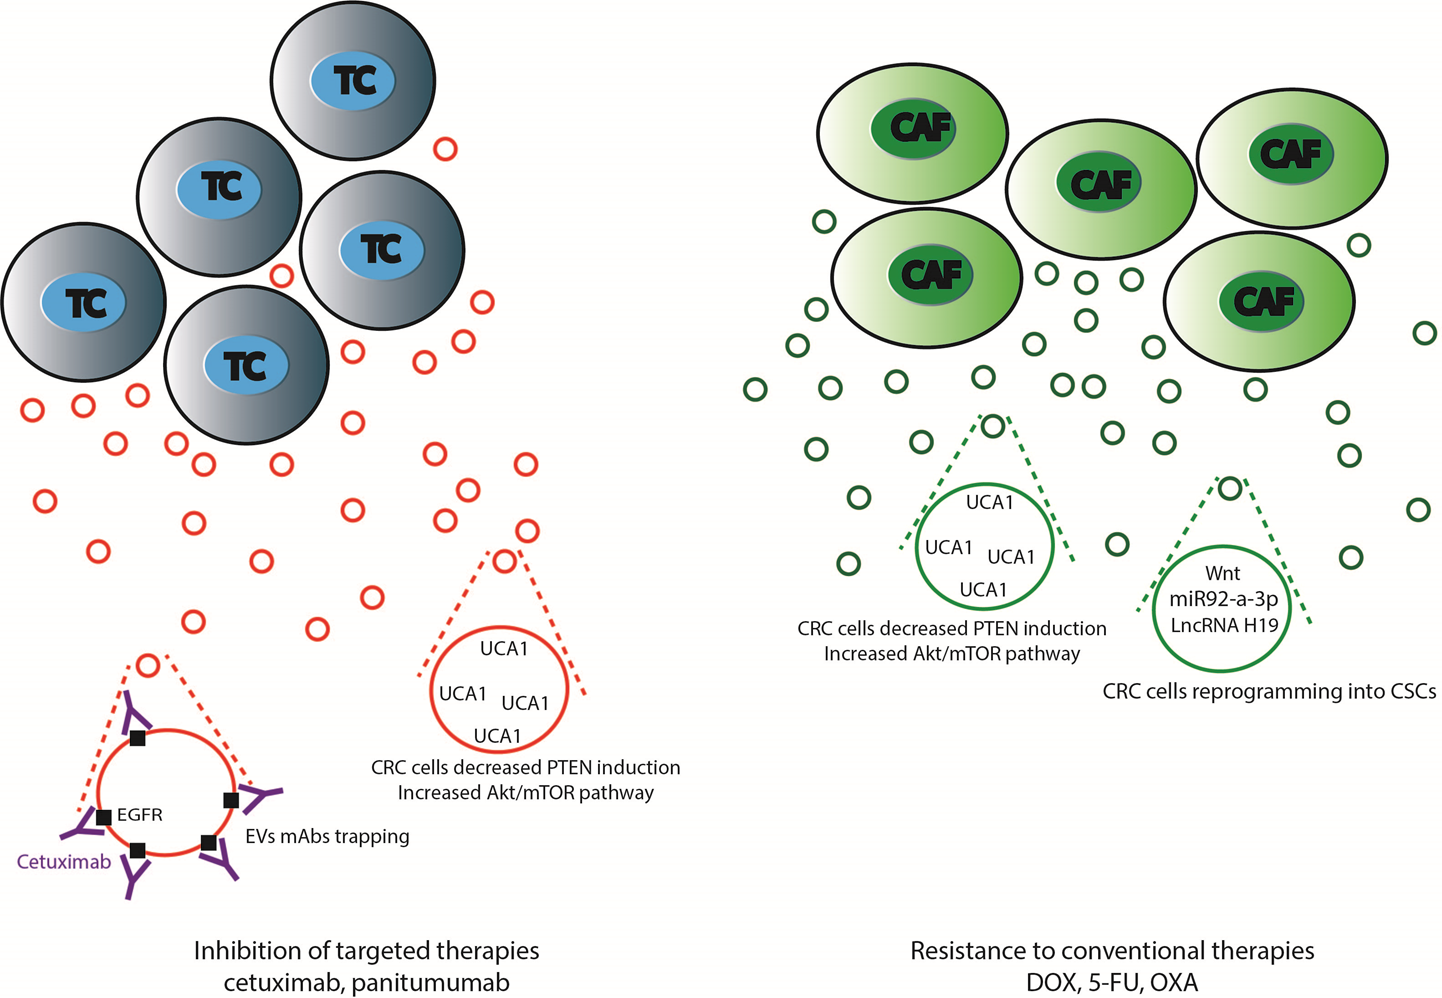 TC
TC
TC
TC
TC
UCA1
UCA1
UCA1
UCA1
CRC cells decreased PTEN induction
Increased Akt/mTOR pathway
EGFR
EVs mAbs trapping
Cetuximab
Inhibition of targeted therapies
cetuximab, panitumumab
CAF
CAF
CAF
CAF
CAF
UCA1
UCA1
UCA1
UCA1
CRC cells decreased PTEN induction
Increased Akt/mTOR pathway
Wnt
miR92-a-3p
LncRNA H19
CRC cells reprogramming into CSCs
Resistance to conventional therapies
DOX, 5-FU, OXA